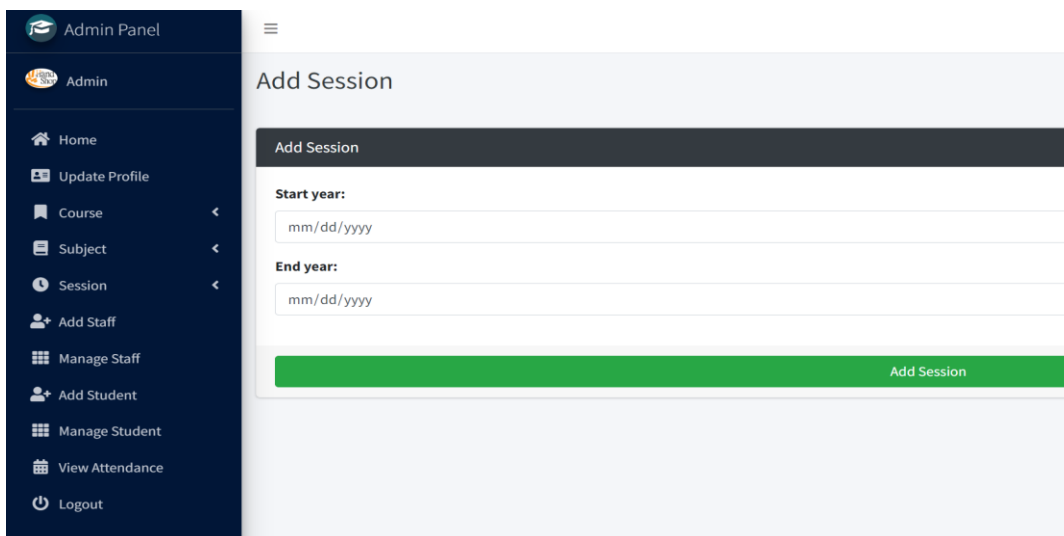 Admin Panel
Admin
Home
Update Profile
Course
Subject
Session
Add Staff
Manage Staff
Add Student
Manage Student
View Attendance
Logout
Add Session
Add Session
Start year:
mm/dd/yyyy
End year:
mm/dd/yyyy
Add Session